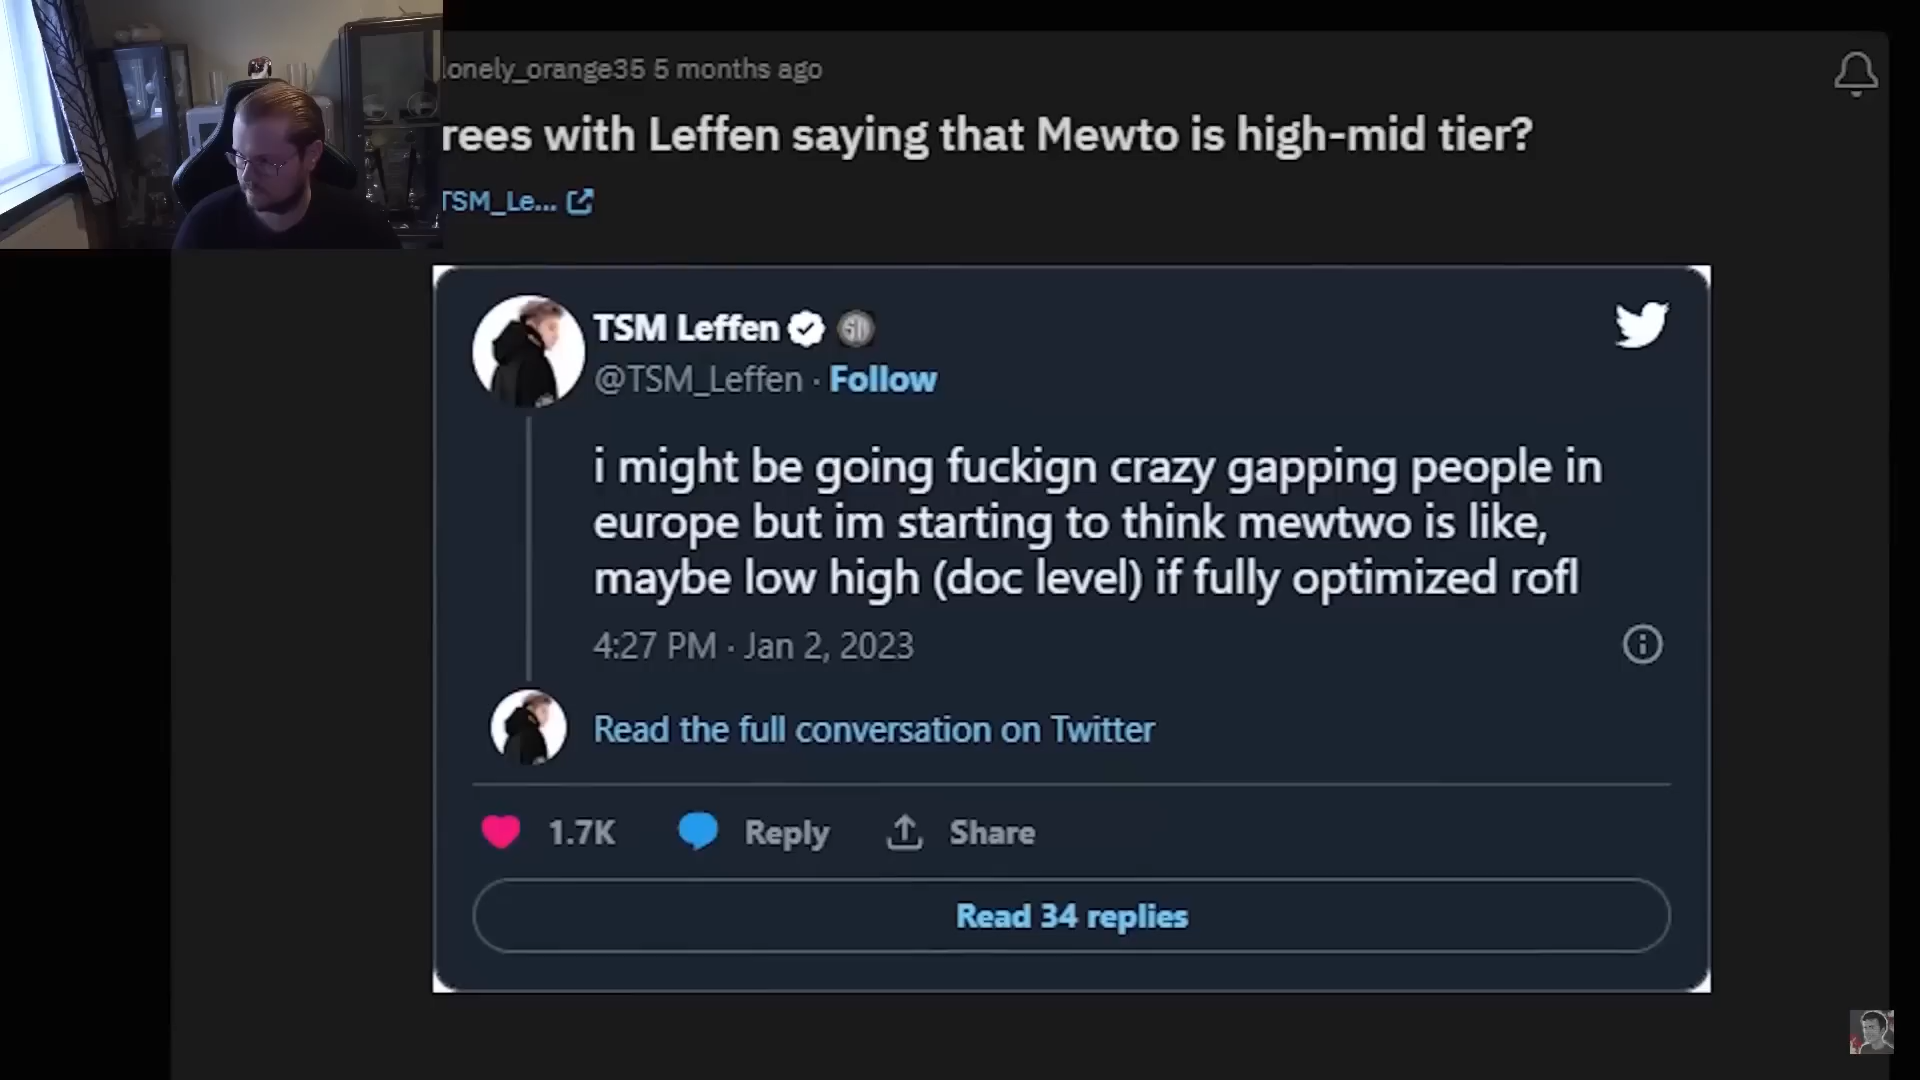 lonely_orange35 5 months ago
rees with Leffen saying that Mewto is high-mid tier?
TSM_Le...
TSM Leffen
@TSM_Leffen · Follow
i might be going fuckign crazy gapping people in
europe but im starting to think mewtwo is like,
maybe low high (doc level) if fully optimized rofl
4:27 PM · Jan 2, 2023
Read the full conversation on Twitter
1.7K Reply Share
Read 34 replies